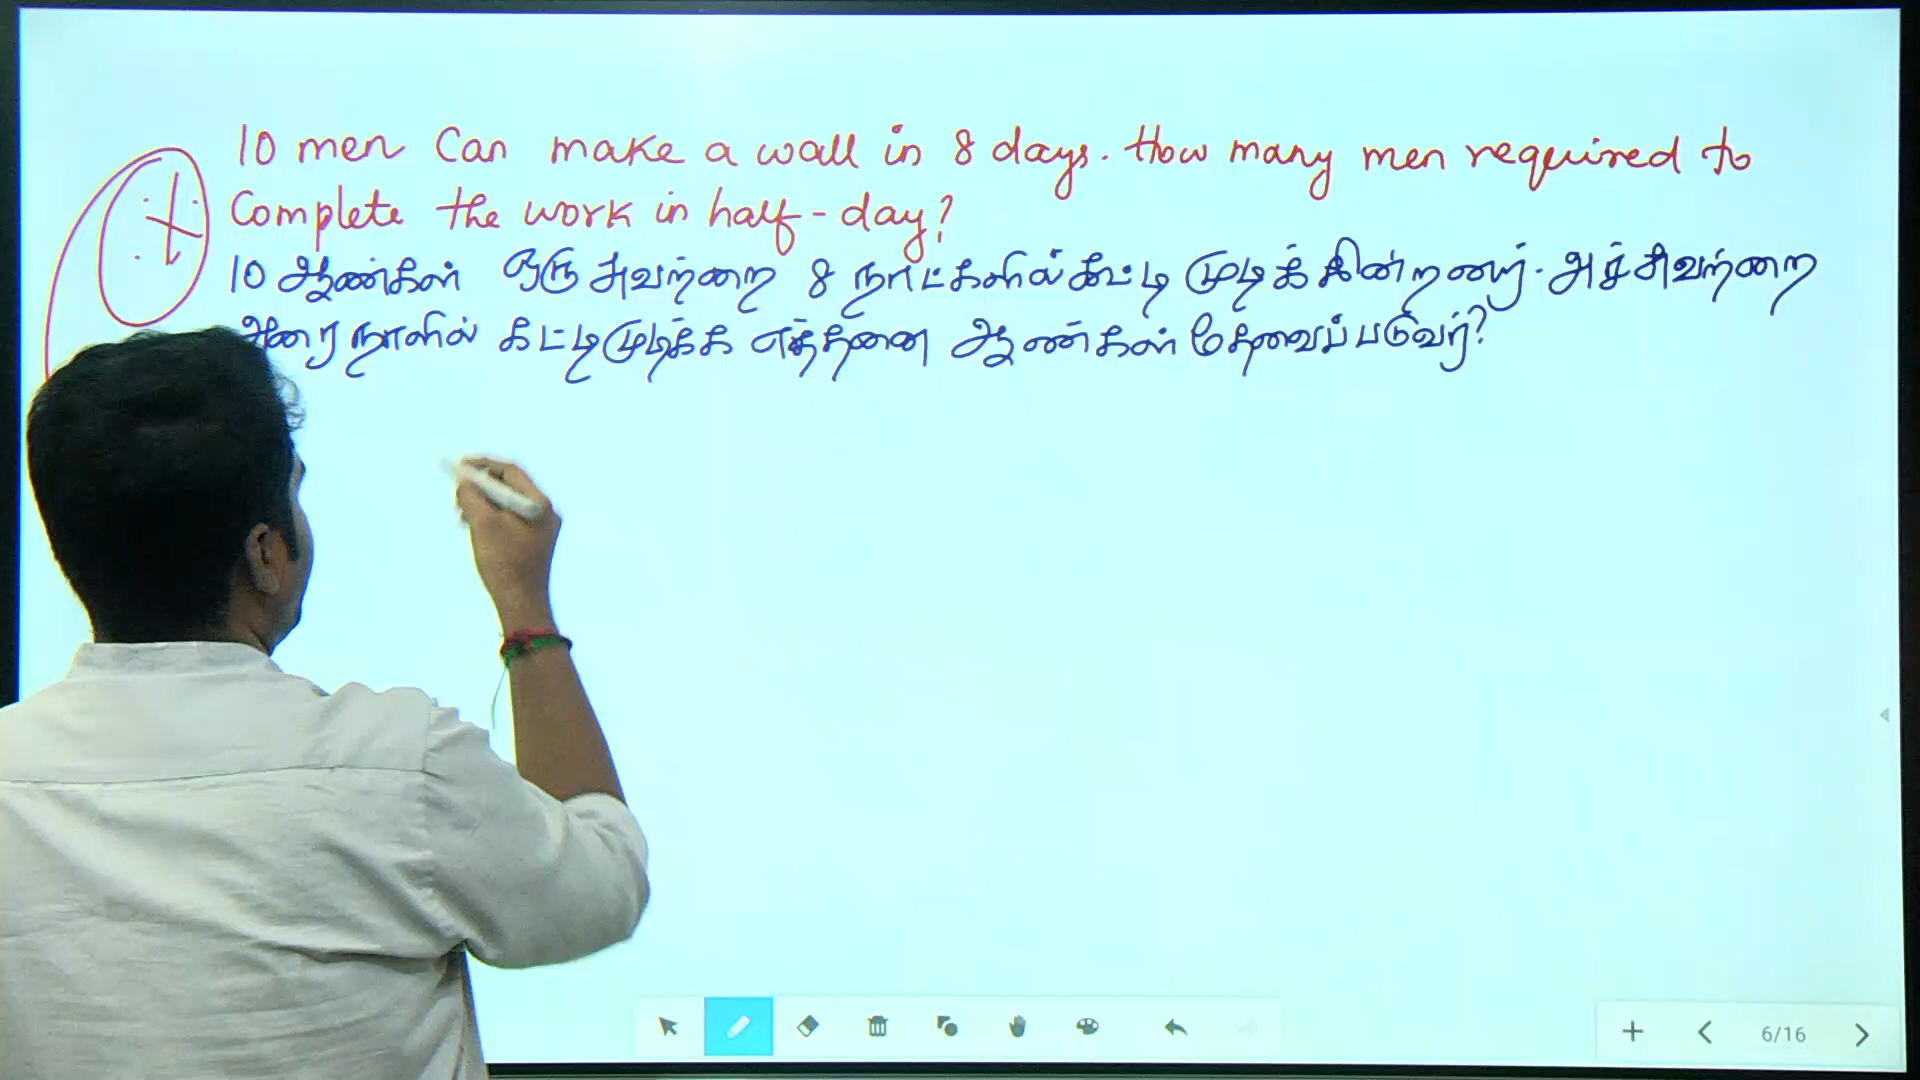 10 men Can make a wall in 8 days. How many men required to
Complete the work in half-day?
10 ஆண்கள் ஒரு சுவற்றை 8 நாட்களில் கட்டி முடிக்கின்றனர். அச்சுவற்றை
அரை நாளில் கட்டிமுடிக்க எத்தனை ஆண்கள் தேவைப்படுவர்?
6/16